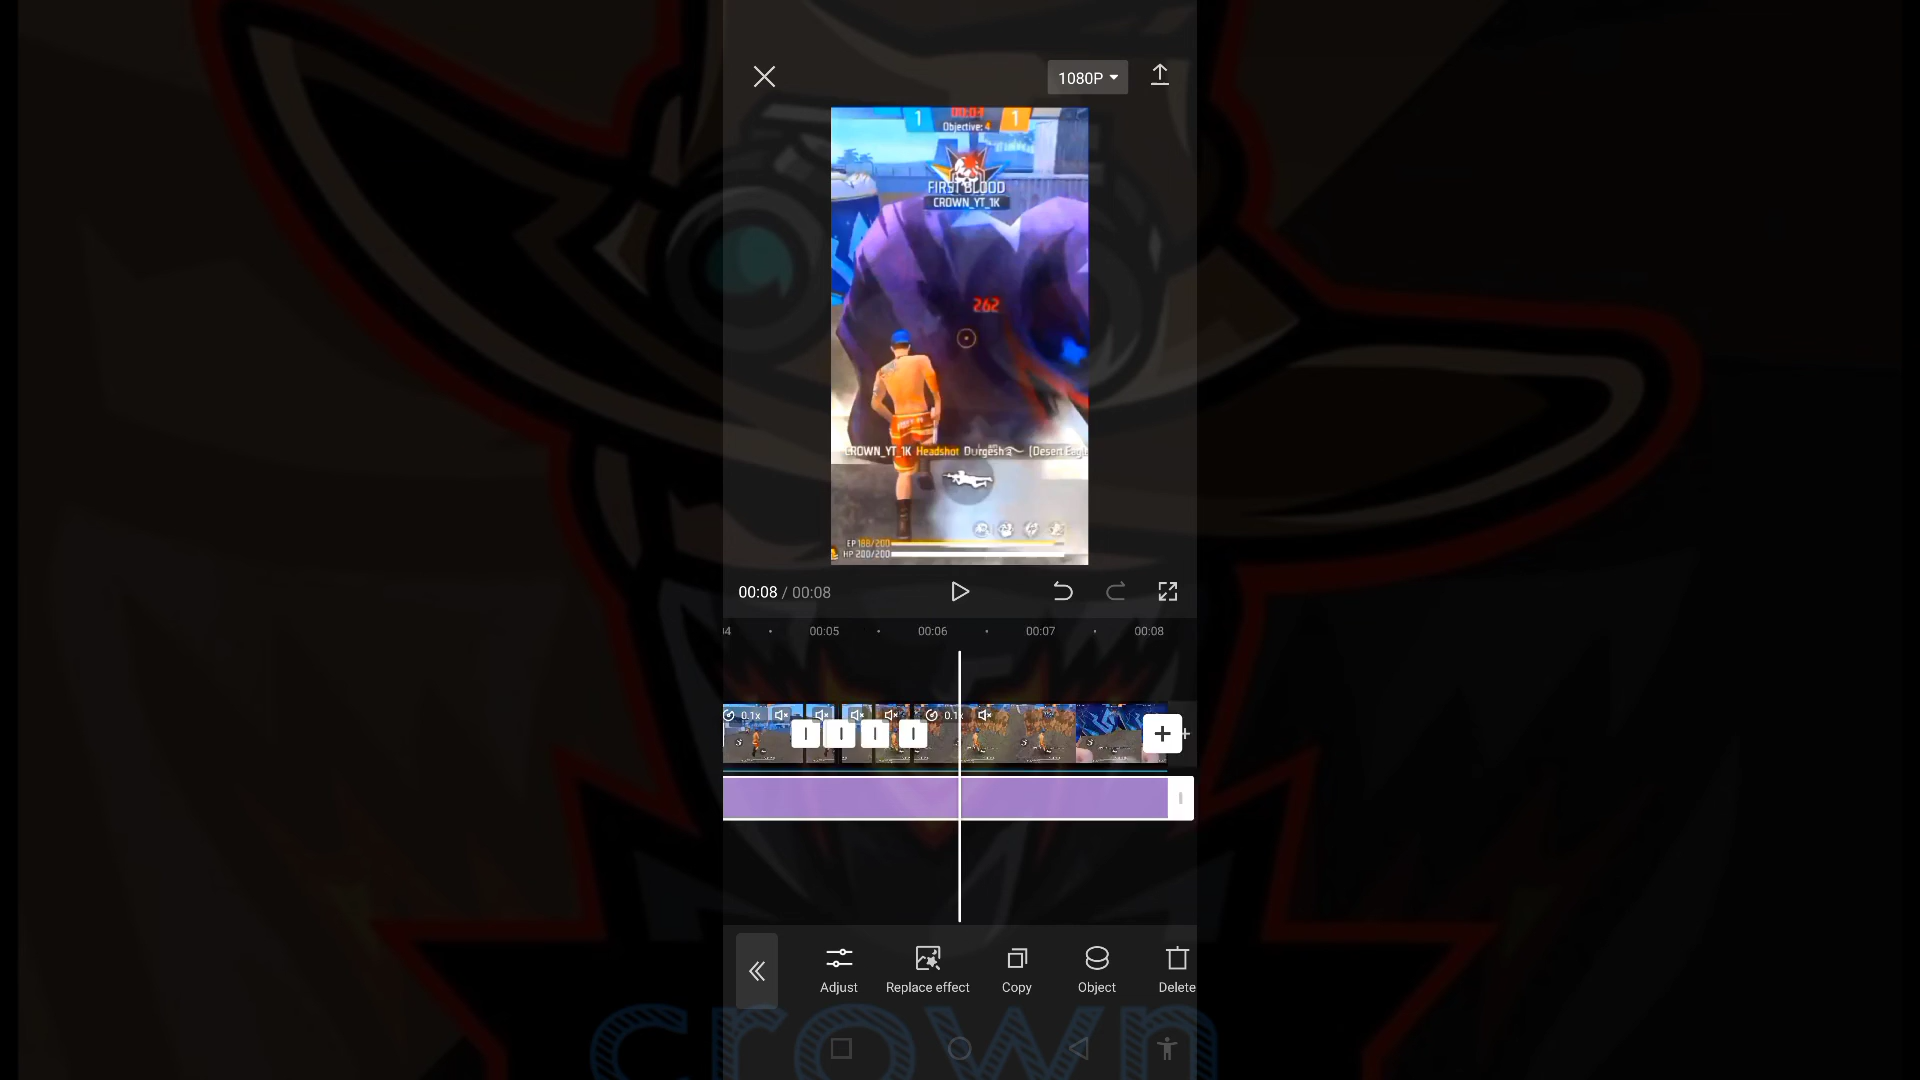 1080P
1
00:03
1
Objective: 4
FIRST BLOOD
CROWN_YT_1K
262
CROWN_YT_1K Headshot Durgesh [Desert Eagle
EP 188/200
HP 200/200
00:08 / 00:08
00:05
00:06
00:07
00:08
0.1x
0.1x
Adjust
Replace effect
Copy
Object
Delete
crown